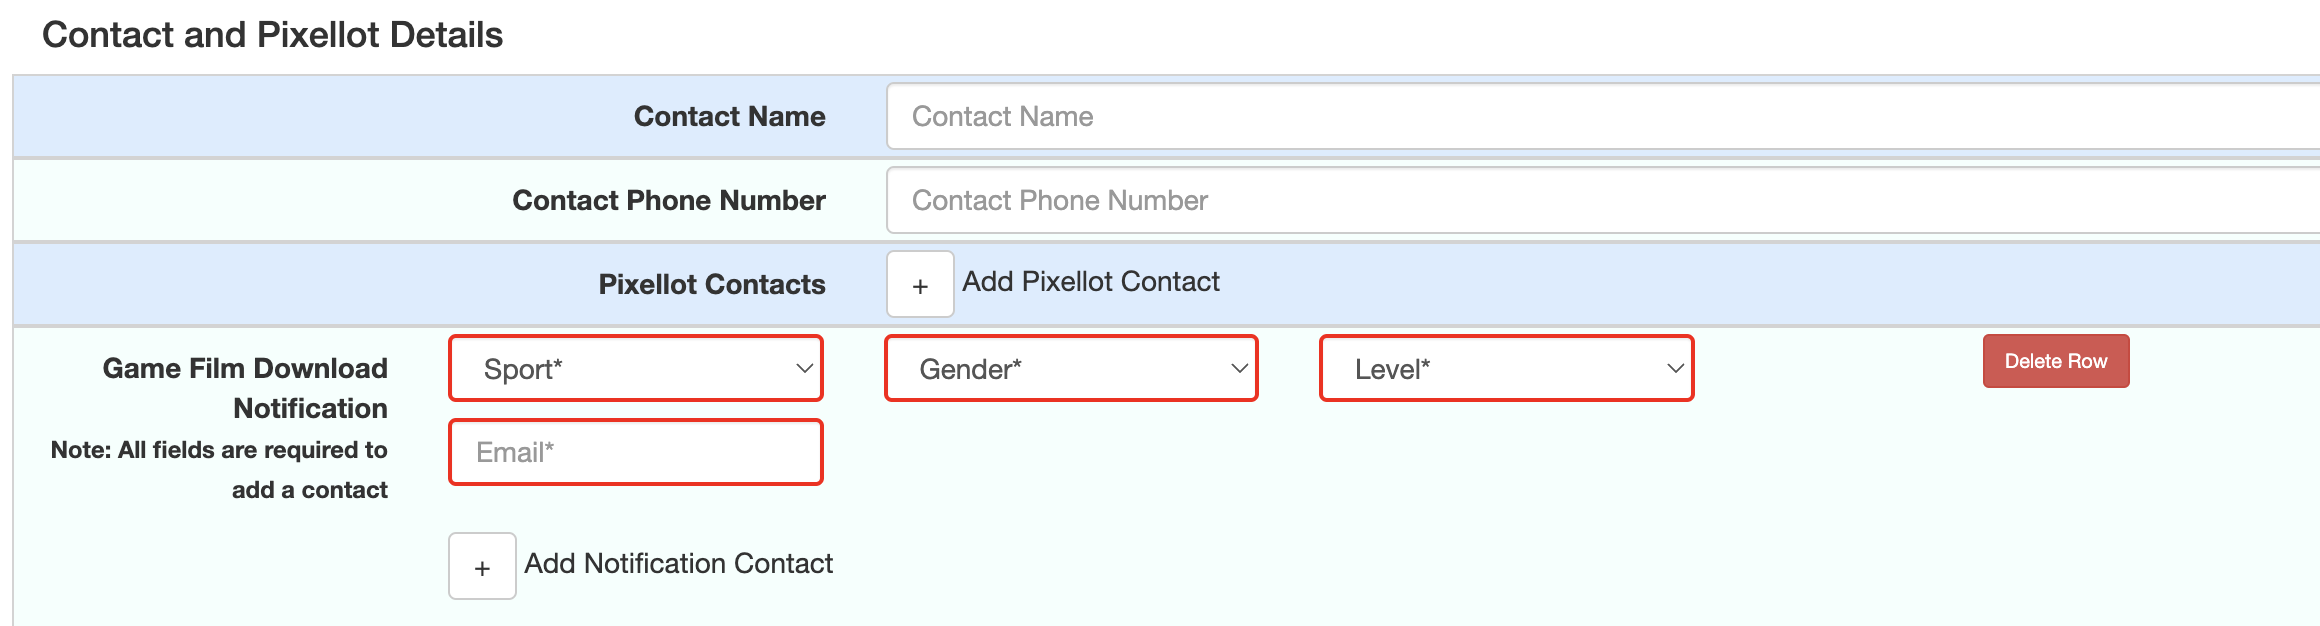 Contact and Pixellot Details
Contact Name
Contact Name
Contact Phone Number
Contact Phone Number
Pixellot Contacts
+ Add Pixellot Contact
Game Film Download
Notification
Note: All fields are required to
add a contact
Sport*
Gender*
Level*
Delete Row
Email*
+ Add Notification Contact